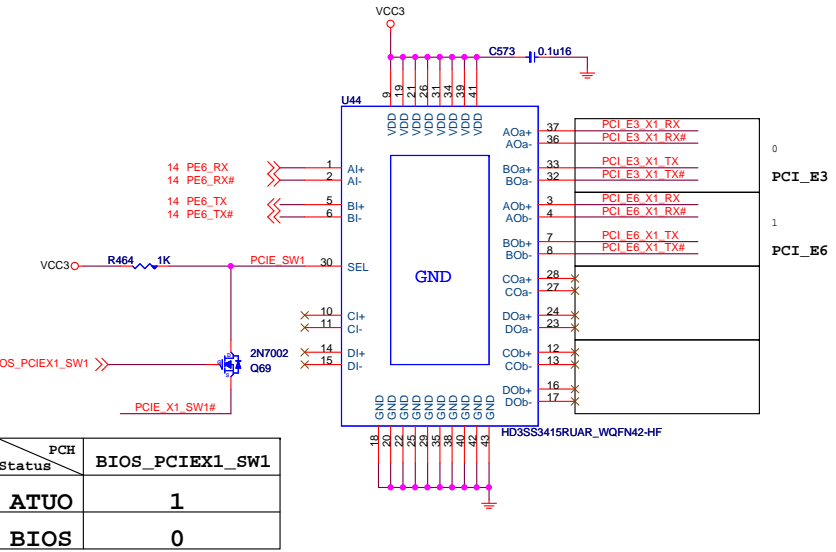 VCC3
C573 0.1u16
U44
9 19 21 26 31 34 39 41
VDD VDD VDD VDD VDD VDD VDD VDD
14 PE6_RX 1 AI+
14 PE6_RX# 2 AI-
14 PE6_TX 5 BI+
14 PE6_TX# 6 BI-
VCC3 R464 1K PCIE_SW1 30 SEL
10 CI+
11 CI-
14 DI+
15 DI-
GND
AOa+ 37 PCI_E3_X1_RX
AOa- 36 PCI_E3_X1_RX#
BOa+ 33 PCI_E3_X1_TX
BOa- 32 PCI_E3_X1_TX#
0
PCI_E3
AOb+ 3 PCI_E6_X1_RX
AOb- 4 PCI_E6_X1_RX#
BOb+ 7 PCI_E6_X1_TX
BOb- 8 PCI_E6_X1_TX#
1
PCI_E6
COa+ 28
COa- 27
DOa+ 24
DOa- 23
COb+ 12
COb- 13
DOb+ 16
DOb- 17
2N7002
Q69
OS_PCIEX1_SW1
PCIE_X1_SW1#
GND GND GND GND GND GND GND GND GND GND
18 20 22 25 29 35 38 40 42 43
HD3SS3415RUAR_WQFN42-HF
PCH
Status BIOS_PCIEX1_SW1
ATUO 1
BIOS 0